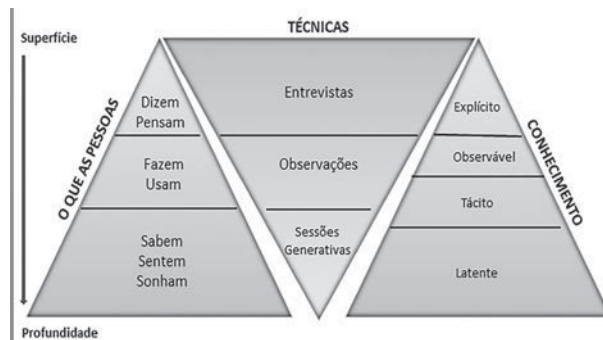 TÉCNICAS
Superfície
O QUE AS PESSOAS
Dizem
Pensam
Fazem
Usam
Sabem
Sentem
Sonham
Entrevistas
Observações
Sessões
Generativas
Explícito
Observável
Tácito
Latente
CONHECIMENTO
Profundidade